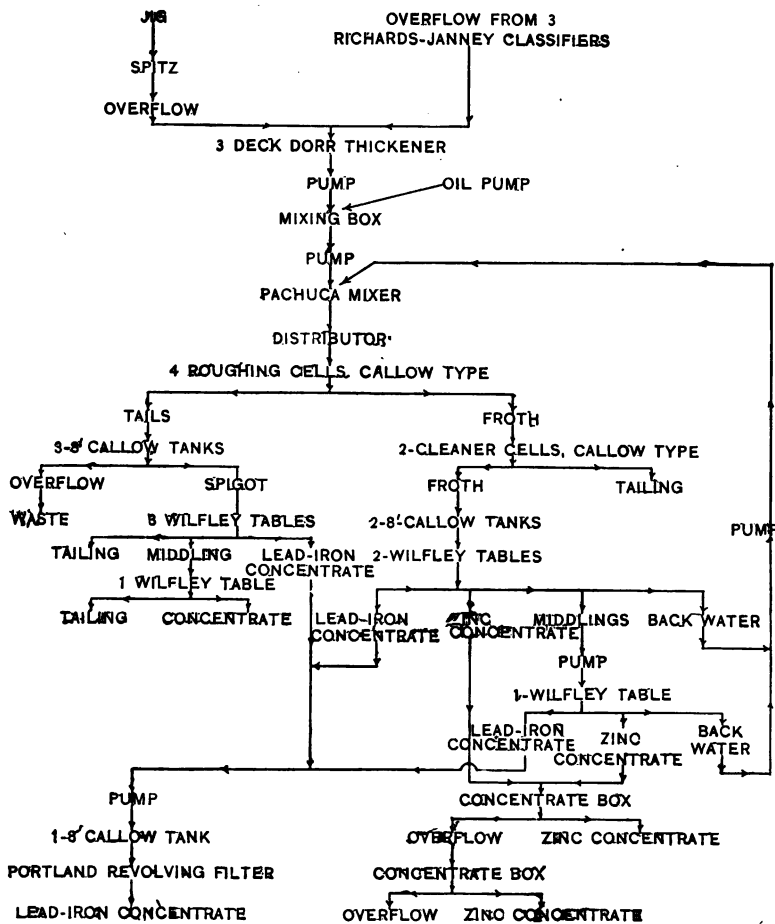 JIG
OVERFLOW FROM 3
RICHARDS-JANNEY CLASSIFIERS
SPITZ
OVERFLOW
3 DECK DORR THICKENER
PUMP
OIL PUMP
MIXING BOX
PUMP
PACHUCA MIXER
DISTRIBUTOR
4 ROUGHING CELLS, CALLOW TYPE
TAILS
FROTH
3-8' CALLOW TANKS
2-CLEANER CELLS, CALLOW TYPE
OVERFLOW
SPIGOT
FROTH
TAILING
WASTE
8 WILFLEY TABLES
2-8'-CALLOW TANKS
PUMP
TAILING
MIDDLING
LEAD-IRON
CONCENTRATE
2-WILFLEY TABLES
1 WILFLEY TABLE
TAILING
CONCENTRATE
LEAD-IRON
CONCENTRATE
ZINC
CONCENTRATE
MIDDLINGS
BACK WATER
PUMP
1-WILFLEY TABLE
LEAD-IRON
CONCENTRATE
ZINC
CONCENTRATE
BACK
WATER
PUMP
CONCENTRATE BOX
1-8' CALLOW TANK
OVERFLOW
ZINC CONCENTRATE
PORTLAND REVOLVING FILTER
CONCENTRATE BOX
LEAD-IRON CONCENTRATE
OVERFLOW
ZINC CONCENTRATE